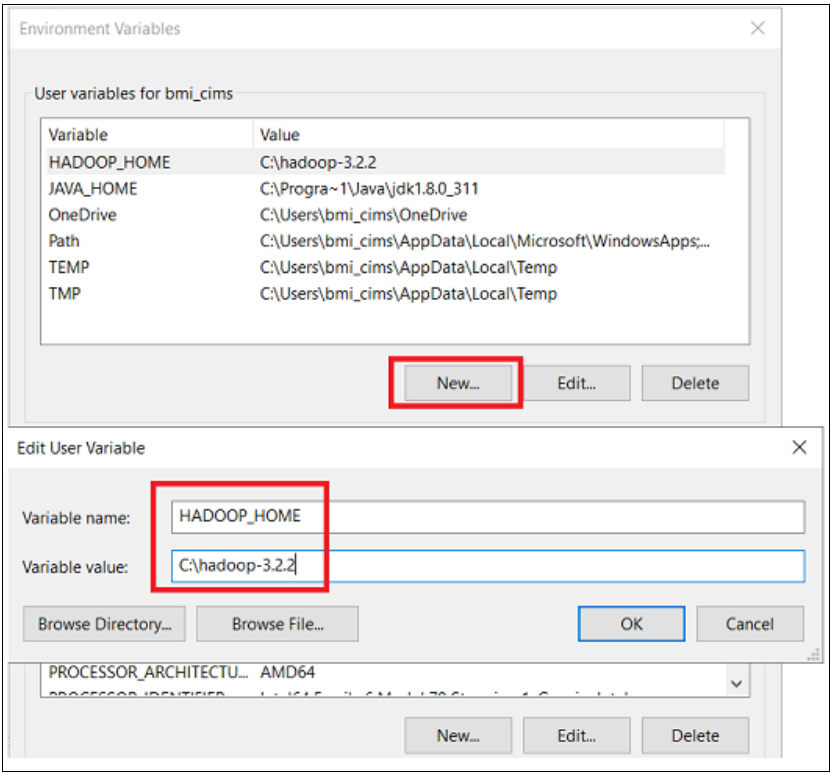 Environment Variables
User variables for bmi_cims
Variable Value
HADOOP_HOME C:\hadoop-3.2.2
JAVA_HOME C:\Progra~1\Java\jdk1.8.0_311
OneDrive C:\Users\bmi_cims\OneDrive
Path C:\Users\bmi_cims\AppData\Local\Microsoft\WindowsApps;...
TEMP C:\Users\bmi_cims\AppData\Local\Temp
TMP C:\Users\bmi_cims\AppData\Local\Temp
New... Edit... Delete
Edit User Variable
Variable name: HADOOP_HOME
Variable value: C:\hadoop-3.2.2
Browse Directory... Browse File... OK Cancel
PROCESSOR_ARCHITECTU... AMD64
New... Edit... Delete